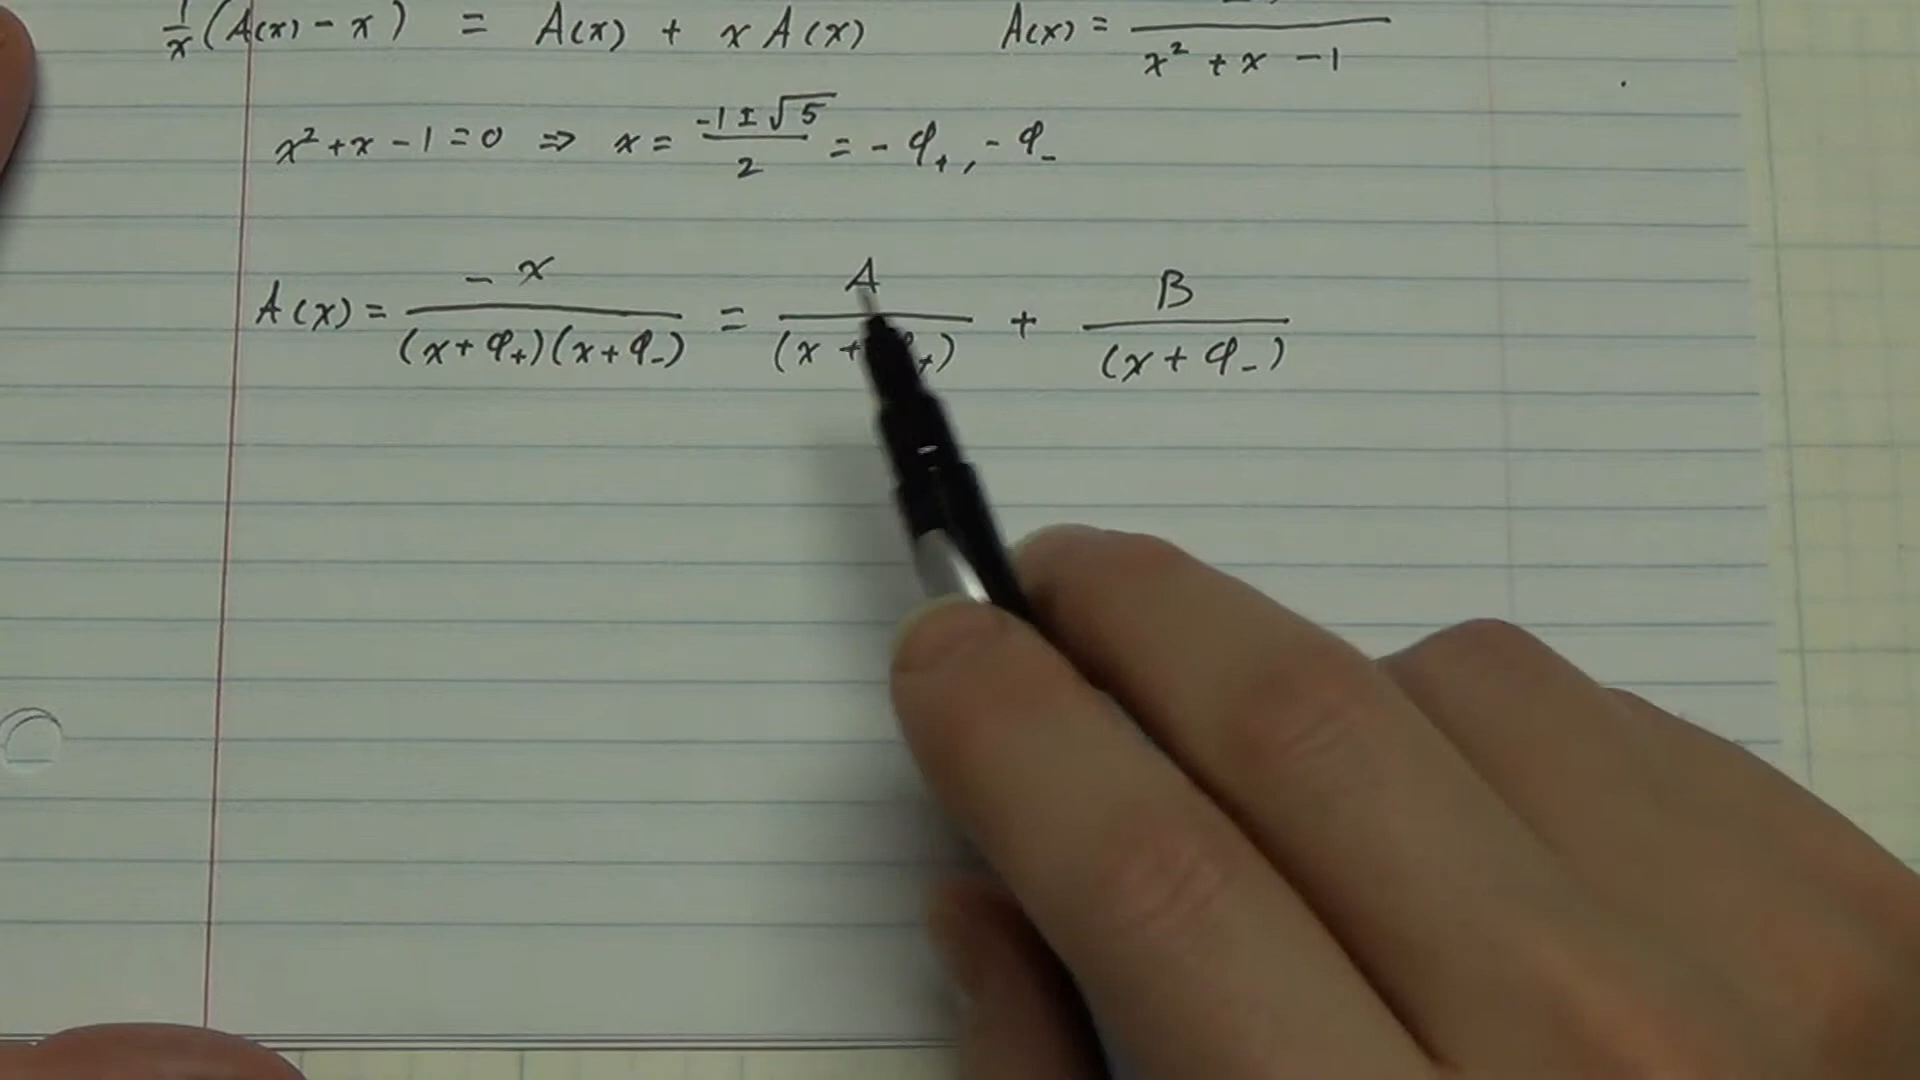 1/x (A(x) - x) = A(x) + x A(x)    A(x) = ―/(x² + x - 1)
x² + x - 1 = 0 ⇒ x = (-1 ± √5)/2 = - φ₊, - φ₋
A(x) = - x/((x + φ₊)(x + φ₋)) = A/(x + φ₊) + B/(x + φ₋)